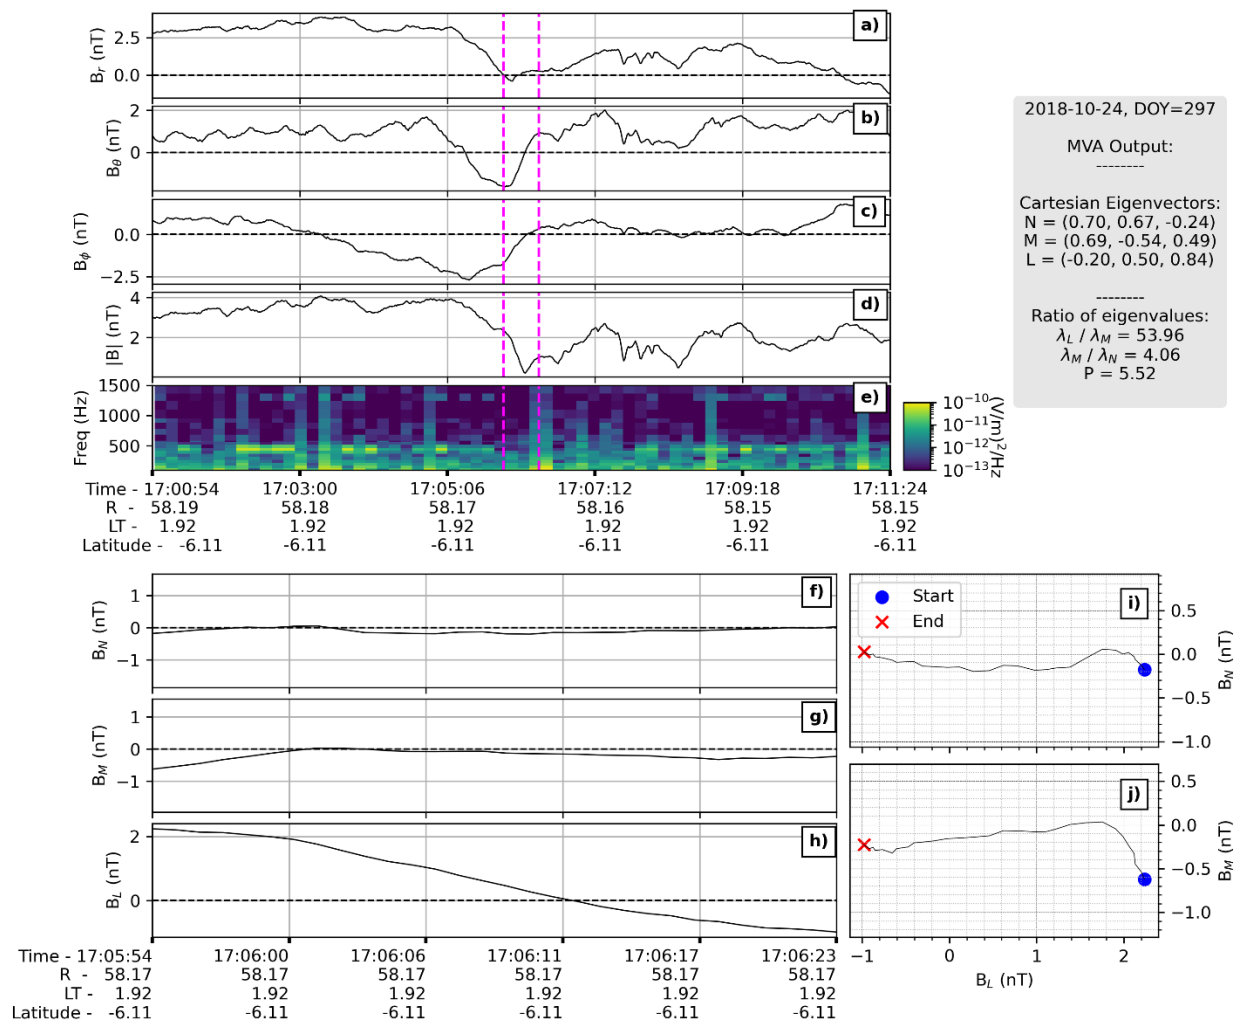 a)
2.5
0.0
B_r (nT)
b)
2
0
B_θ (nT)
c)
0.0
−2.5
B_ϕ (nT)
d)
4
2
|B| (nT)
e)
1500
1000
500
Freq (Hz)
10^−10
10^−11
10^−12
10^−13
(V/m)²/Hz
Time - 17:00:54 17:03:00 17:05:06 17:07:12 17:09:18 17:11:24
R - 58.19 58.18 58.17 58.16 58.15 58.15
LT - 1.92 1.92 1.92 1.92 1.92 1.92
Latitude - -6.11 -6.11 -6.11 -6.11 -6.11 -6.11
2018-10-24, DOY=297
MVA Output:
--------
Cartesian Eigenvectors:
N = (0.70, 0.67, -0.24)
M = (0.69, -0.54, 0.49)
L = (-0.20, 0.50, 0.84)
--------
Ratio of eigenvalues:
λ_L / λ_M = 53.96
λ_M / λ_N = 4.06
P = 5.52
f)
1
0
−1
B_N (nT)
g)
1
0
−1
B_M (nT)
h)
2
0
B_L (nT)
Time - 17:05:54 17:06:00 17:06:06 17:06:11 17:06:17 17:06:23
R - 58.17 58.17 58.17 58.17 58.17 58.17
LT - 1.92 1.92 1.92 1.92 1.92 1.92
Latitude - -6.11 -6.11 -6.11 -6.11 -6.11 -6.11
Start
End
i)
0.5
0.0
−0.5
−1.0
B_N (nT)
j)
0.5
0.0
−0.5
−1.0
B_M (nT)
−1 0 1 2
B_L (nT)